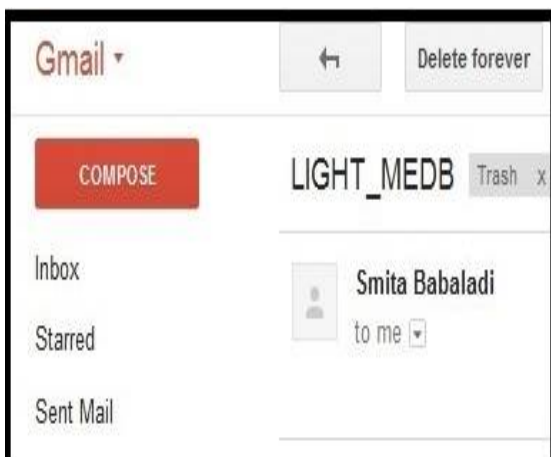 Gmail
Delete forever
COMPOSE
LIGHT_MEDB Trash x
Inbox
Smita Babaladi
to me
Starred
Sent Mail